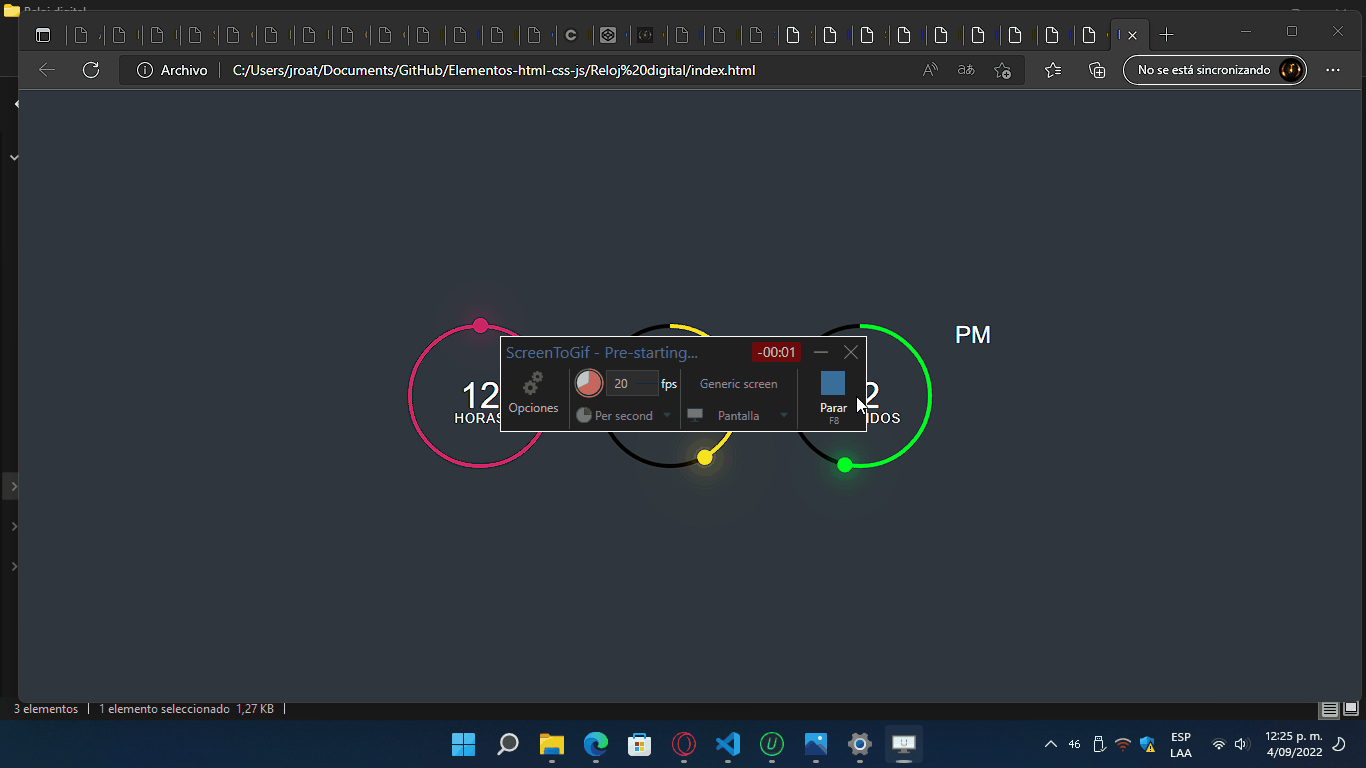 Reloj digital
Archivo
C:/Users/jroat/Documents/GitHub/Elementos-html-css-js/Reloj%20digital/index.html
No se está sincronizando
PM
ScreenToGif - Pre-starting...
-00:01
20
fps
Generic screen
Opciones
Per second
Pantalla
Parar
F8
12
HORAS
2
NDOS
3 elementos
1 elemento seleccionado 1,27 KB
46
ESP
LAA
12:25 p. m.
4/09/2022